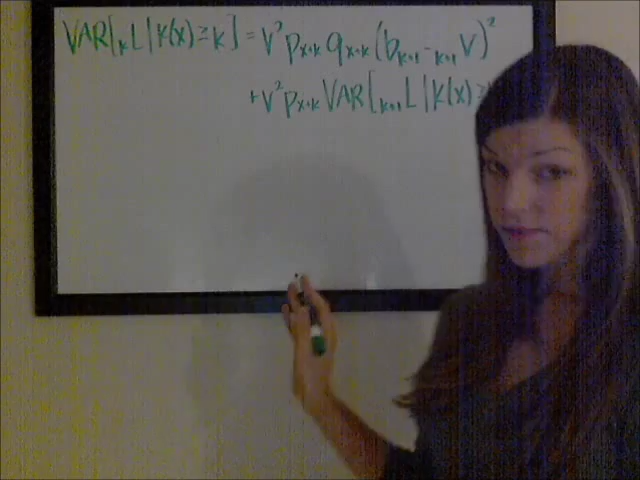 VAR[ₖL|K(x)≥k] = v² pₓ₊ₖ qₓ₊ₖ (bₖ₊₁ - ₖ₊₁V)²
+v² pₓ₊ₖ VAR[ₖ₊₁L|K(x)≥